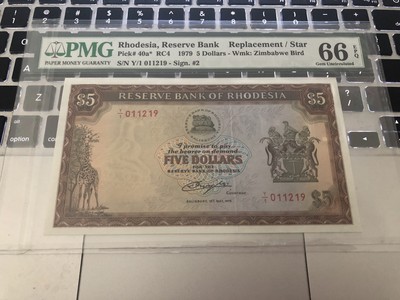 PMG
PAPER MONEY GUARANTY
Rhodesia, Reserve Bank Replacement / Star
Pick# 40a* RC4 1979 5 Dollars - Wmk: Zimbabwe Bird
S/N Y/1 011219 - Sign. #2
66 EPQ
Gem Uncirculated
RESERVE BANK OF RHODESIA
$5
$5
Y/1 011219
I promise to pay
the bearer on demand
FIVE DOLLARS
FOR THE
RESERVE BANK OF RHODESIA
Y/1 011219
$5